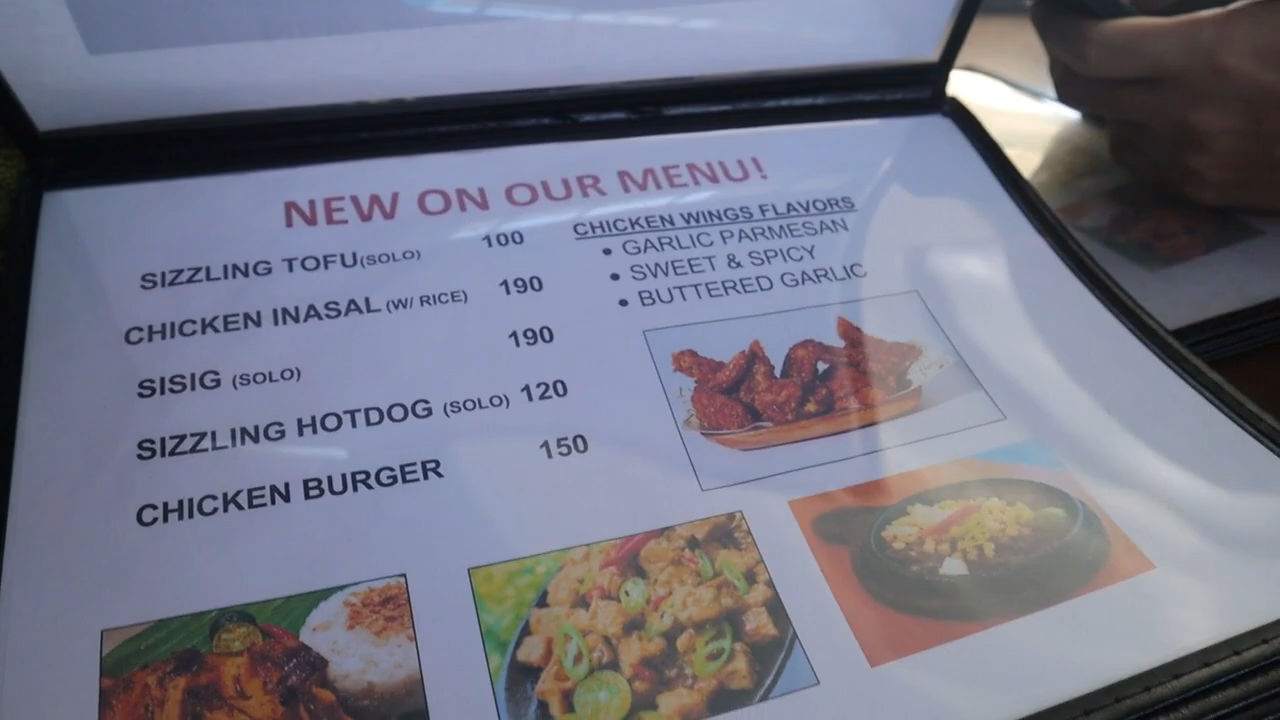 NEW ON OUR MENU!
SIZZLING TOFU(SOLO) 100
CHICKEN INASAL (W/ RICE) 190
SISIG (SOLO) 190
SIZZLING HOTDOG (SOLO) 120
CHICKEN BURGER 150
CHICKEN WINGS FLAVORS
• GARLIC PARMESAN
• SWEET & SPICY
• BUTTERED GARLIC